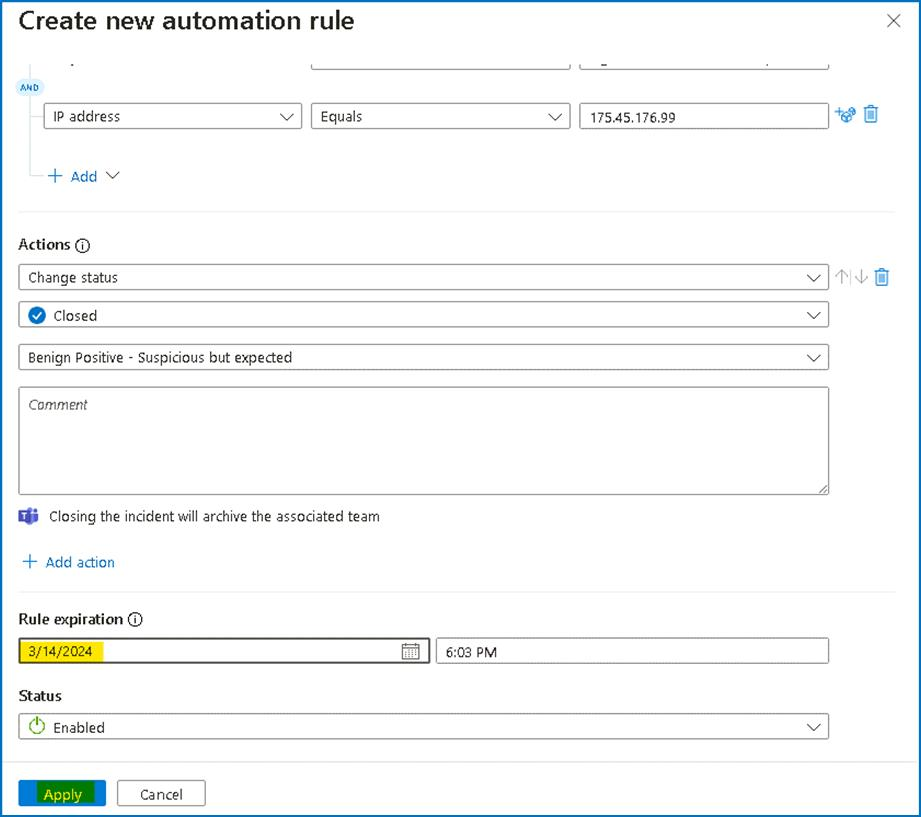 Create new automation rule
AND
IP address Equals 175.45.176.99
Add
Actions
Change status
Closed
Benign Positive - Suspicious but expected
Comment
Closing the incident will archive the associated team
Add action
Rule expiration
3/14/2024 6:03 PM
Status
Enabled
Apply Cancel